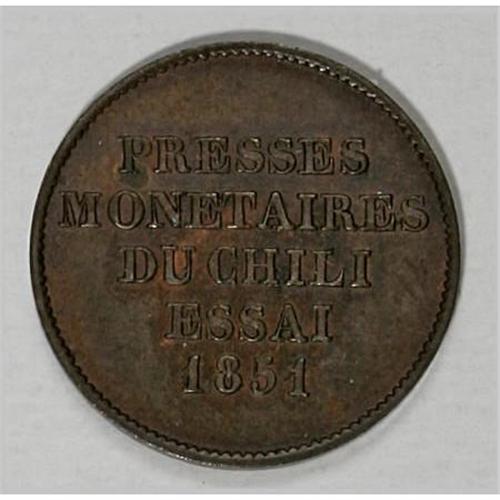 PRESSES
MONETAIRES
DU CHILI
ESSAI
1851